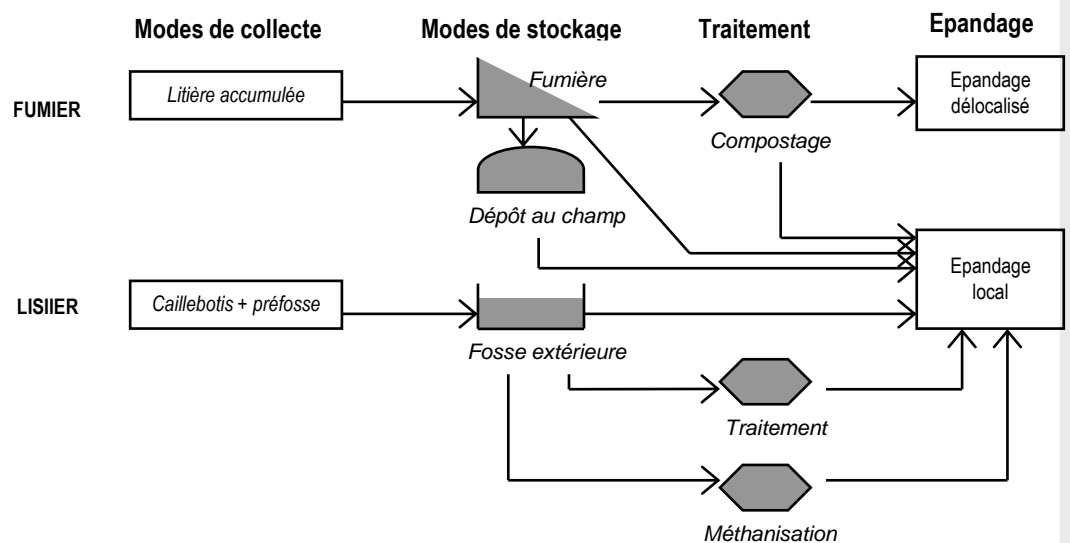 Modes de collecte
Modes de stockage
Traitement
Epandage
FUMIER
Litière accumulée
Fumière
Compostage
Epandage
délocalisé
Dépôt au champ
LISIIER
Caillebotis + préfosse
Fosse extérieure
Epandage
local
Traitement
Méthanisation